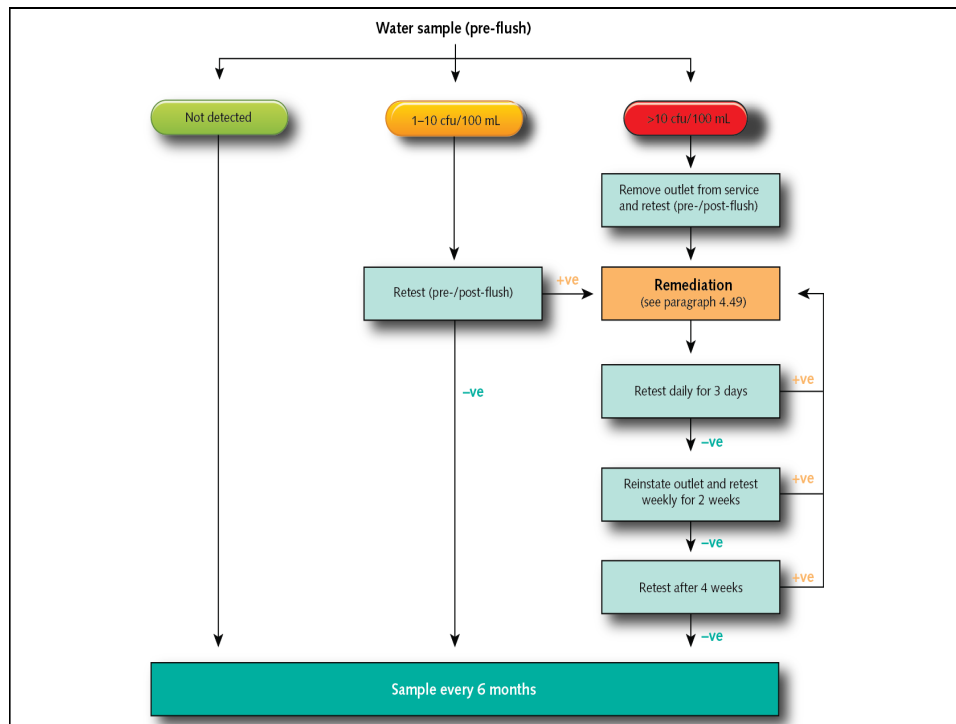 Water sample (pre-flush)
Not detected
1–10 cfu/100 mL
>10 cfu/100 mL
Remove outlet from service
and retest (pre-/post-flush)
Retest (pre-/post-flush)
+ve
Remediation
(see paragraph 4.49)
–ve
Retest daily for 3 days
+ve
–ve
Reinstate outlet and retest
weekly for 2 weeks
+ve
–ve
Retest after 4 weeks
+ve
–ve
Sample every 6 months